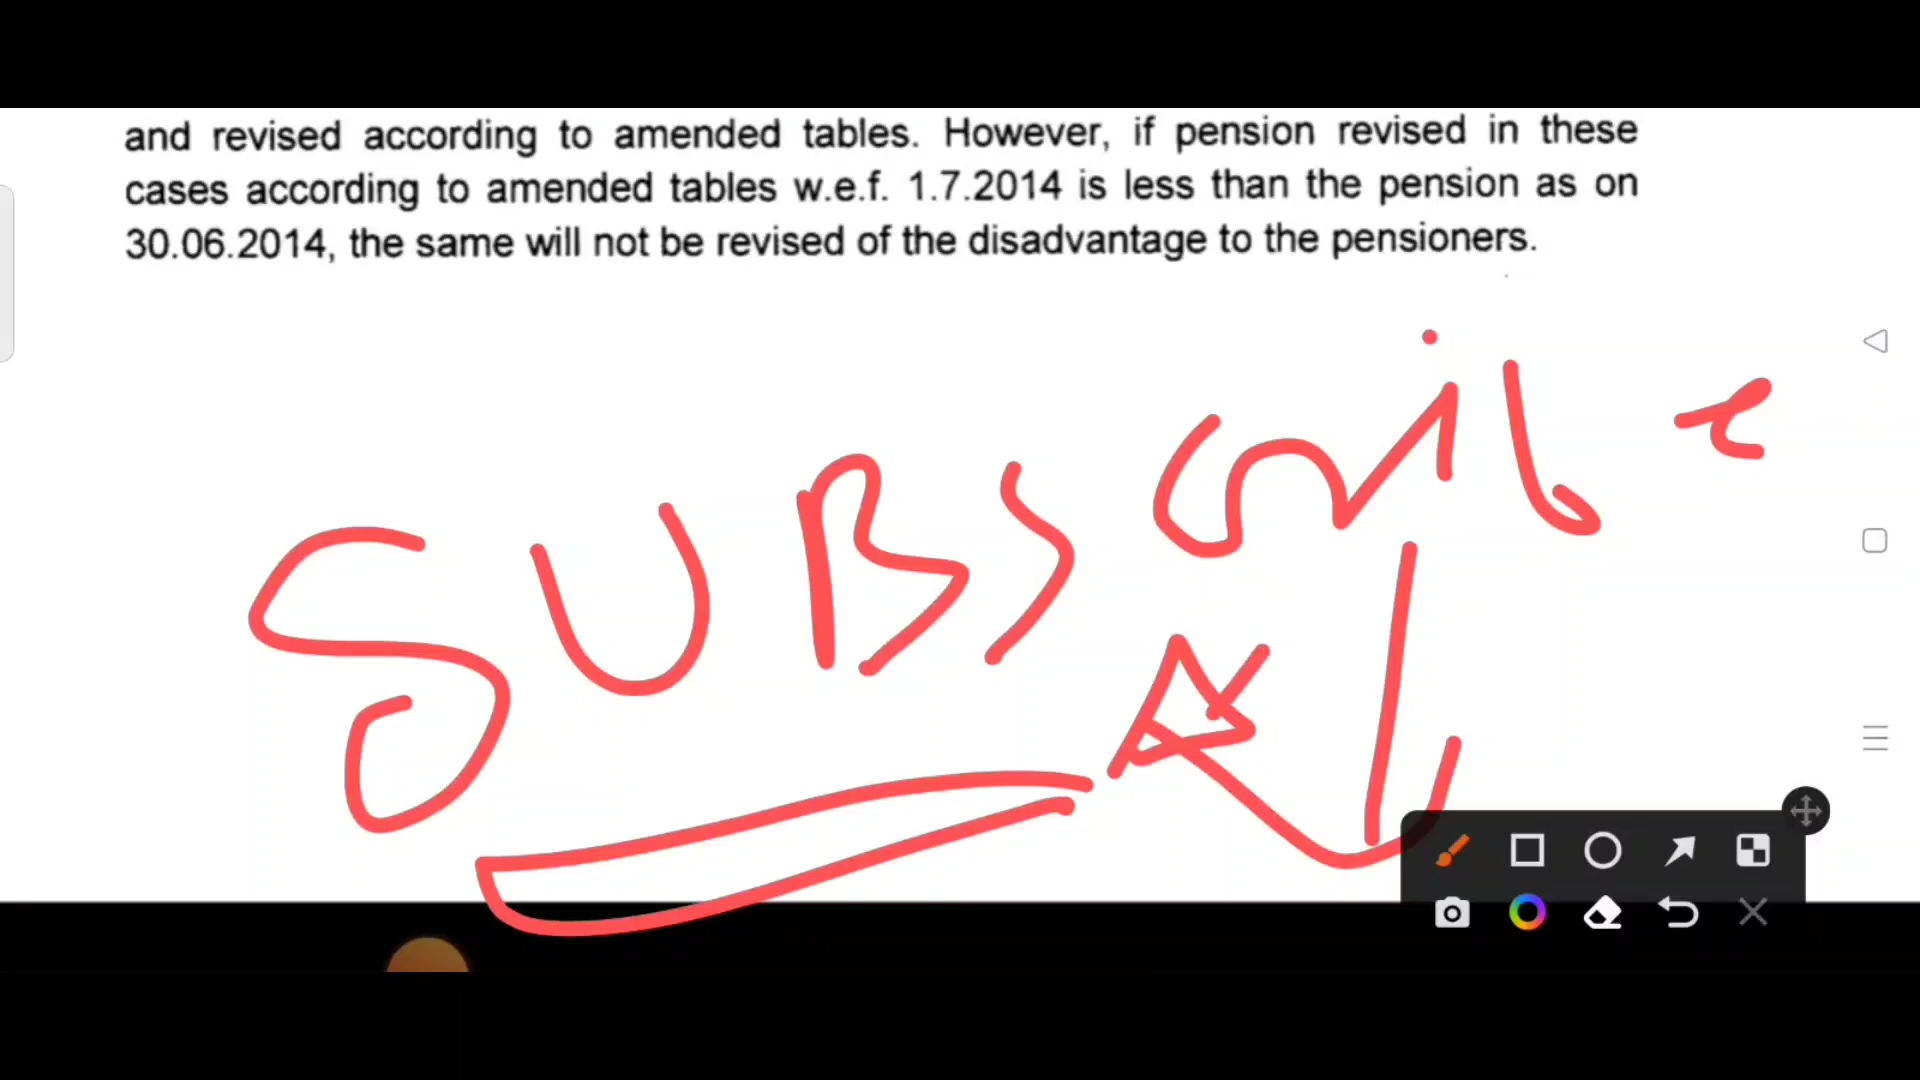 and revised according to amended tables. However, if pension revised in these
cases according to amended tables w.e.f. 1.7.2014 is less than the pension as on
30.06.2014, the same will not be revised of the disadvantage to the pensioners.
SUBScribe